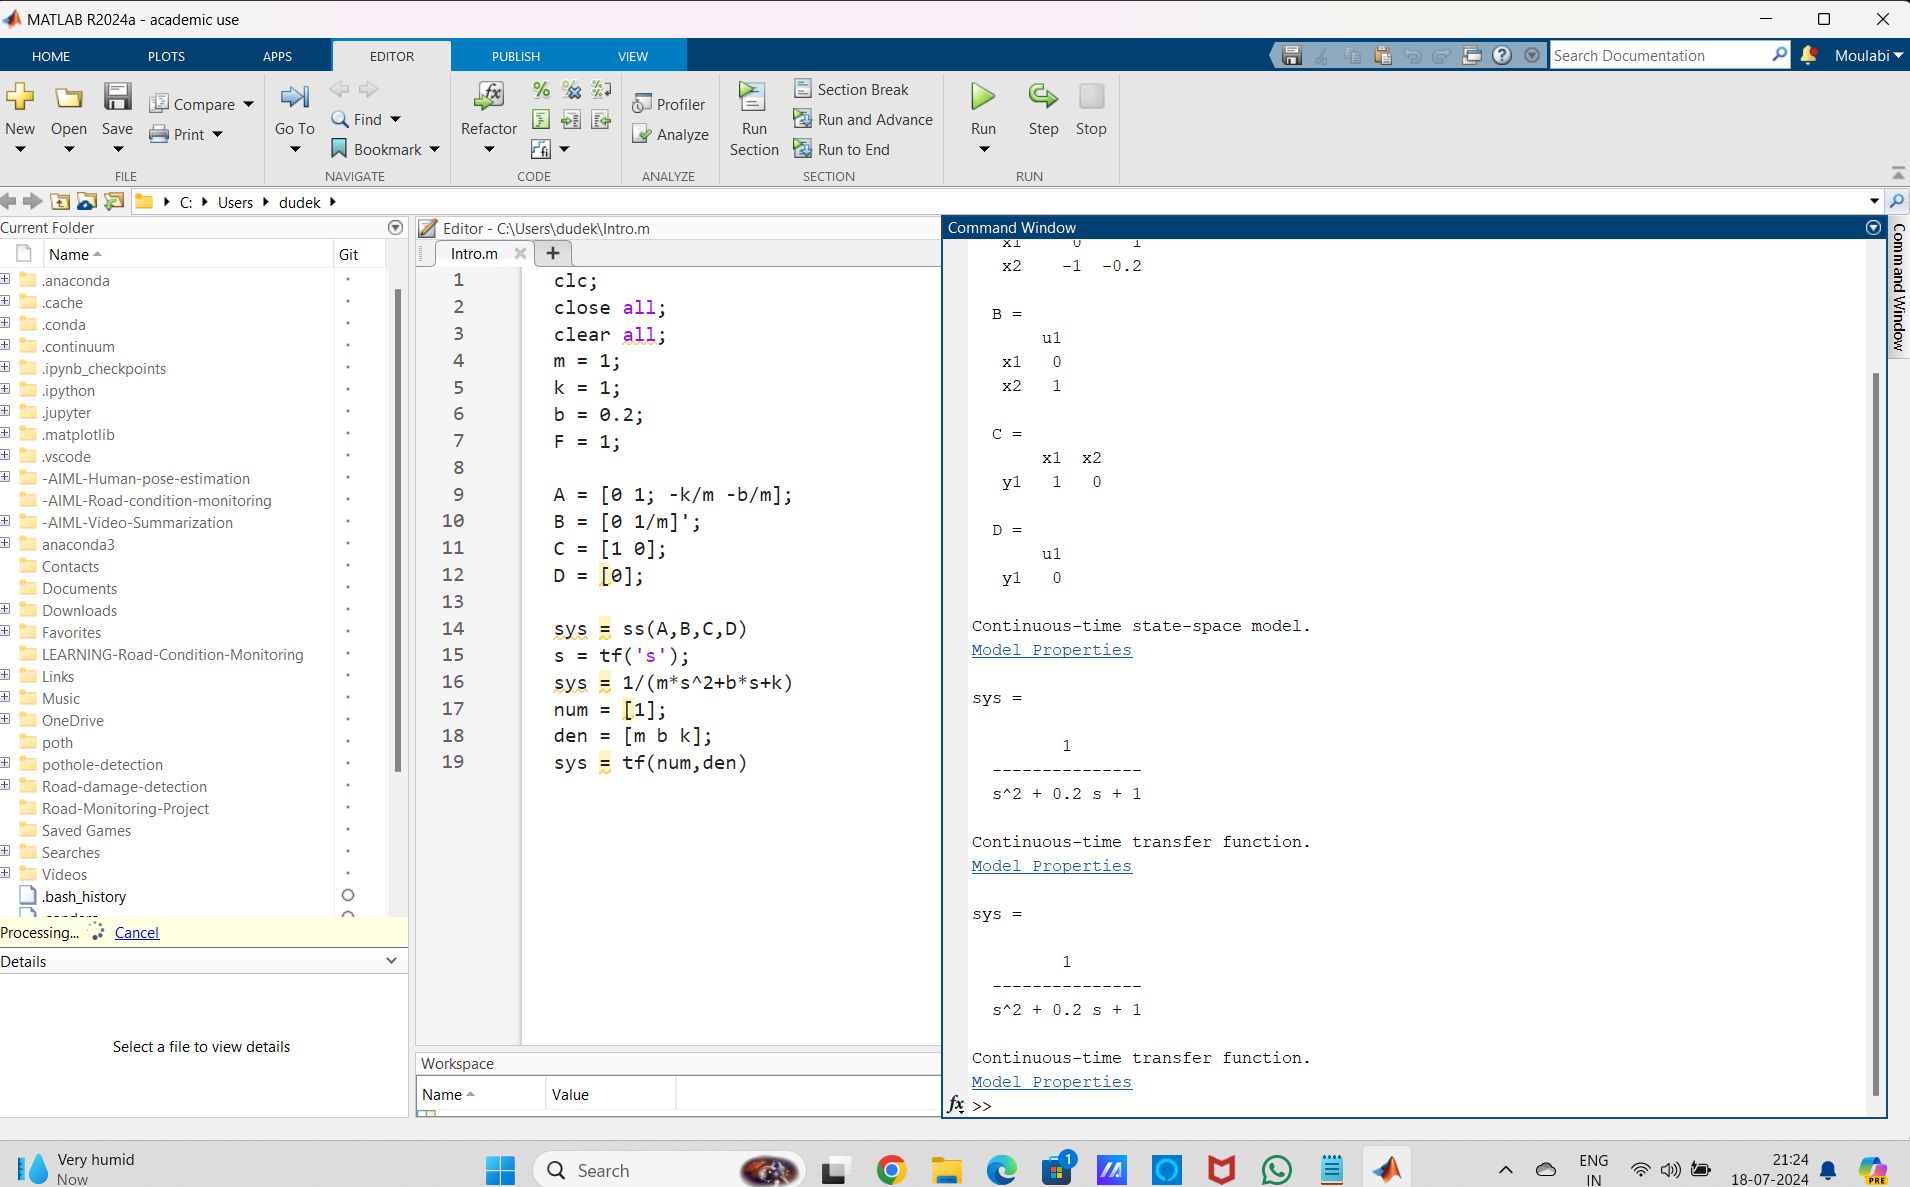 MATLAB R2024a - academic use
HOME PLOTS APPS EDITOR PUBLISH VIEW
Search Documentation
Moulabi
New
Open
Save
Compare
Print
FILE
Go To
Find
Bookmark
NAVIGATE
Refactor
CODE
Profiler
Analyze
ANALYZE
Run Section
Section Break
Run and Advance
Run to End
SECTION
Run
Step
Stop
RUN
C: Users dudek
Current Folder
Name Git
.anaconda
.cache
.conda
.continuum
.ipynb_checkpoints
.ipython
.jupyter
.matplotlib
.vscode
-AIML-Human-pose-estimation
-AIML-Road-condition-monitoring
-AIML-Video-Summarization
anaconda3
Contacts
Documents
Downloads
Favorites
LEARNING-Road-Condition-Monitoring
Links
Music
OneDrive
poth
pothole-detection
Road-damage-detection
Road-Monitoring-Project
Saved Games
Searches
Videos
.bash_history
Processing... Cancel
Details
Select a file to view details
Editor - C:\Users\dudek\Intro.m
Intro.m
1 clc;
2 close all;
3 clear all;
4 m = 1;
5 k = 1;
6 b = 0.2;
7 F = 1;
8
9 A = [0 1; -k/m -b/m];
10 B = [0 1/m]';
11 C = [1 0];
12 D = [0];
13
14 sys = ss(A,B,C,D)
15 s = tf('s');
16 sys = 1/(m*s^2+b*s+k)
17 num = [1];
18 den = [m b k];
19 sys = tf(num,den)
Workspace
Name Value
Command Window
x1 0 1
x2 -1 -0.2
B =
u1
x1 0
x2 1
C =
x1 x2
y1 1 0
D =
u1
y1 0
Continuous-time state-space model.
Model Properties
sys =
1
---------------
s^2 + 0.2 s + 1
Continuous-time transfer function.
Model Properties
sys =
1
---------------
s^2 + 0.2 s + 1
Continuous-time transfer function.
Model Properties
fx >>
Command Window
Very humid
Now
Search
1
ENG
IN
21:24
18-07-2024
PRE